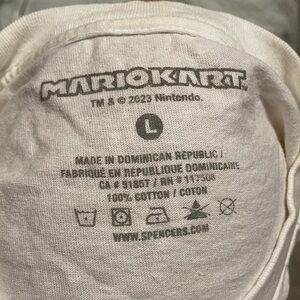 MARIOKART
TM & © 2023 Nintendo.
L
MADE IN DOMINICAN REPUBLIC /
FABRIQUÉ EN RÉPUBLIQUE DOMINICAINE
CA # 51857 / RN # 117508
100% COTTON / COTON
WWW.SPENCERS.COM